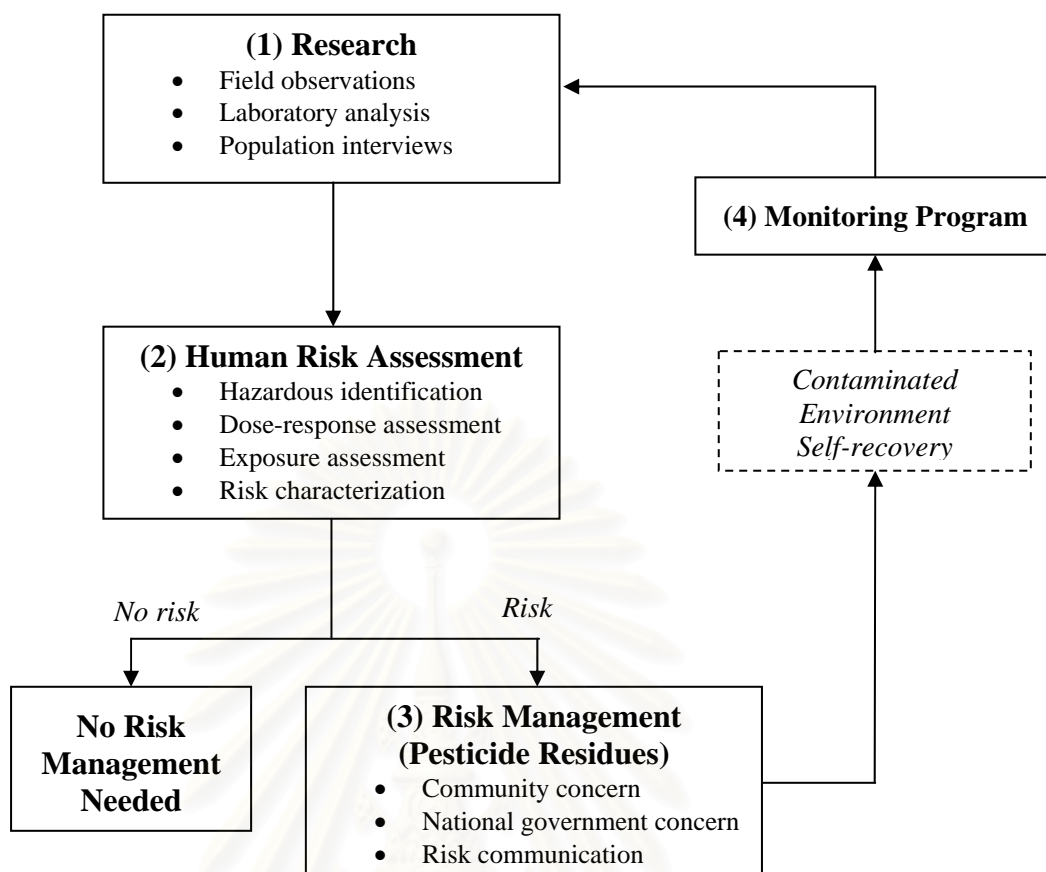 (1) Research
• Field observations
• Laboratory analysis
• Population interviews
(4) Monitoring Program
(2) Human Risk Assessment
• Hazardous identification
• Dose-response assessment
• Exposure assessment
• Risk characterization
Contaminated
Environment
Self-recovery
No risk
Risk
No Risk
Management
Needed
(3) Risk Management
(Pesticide Residues)
• Community concern
• National government concern
• Risk communication